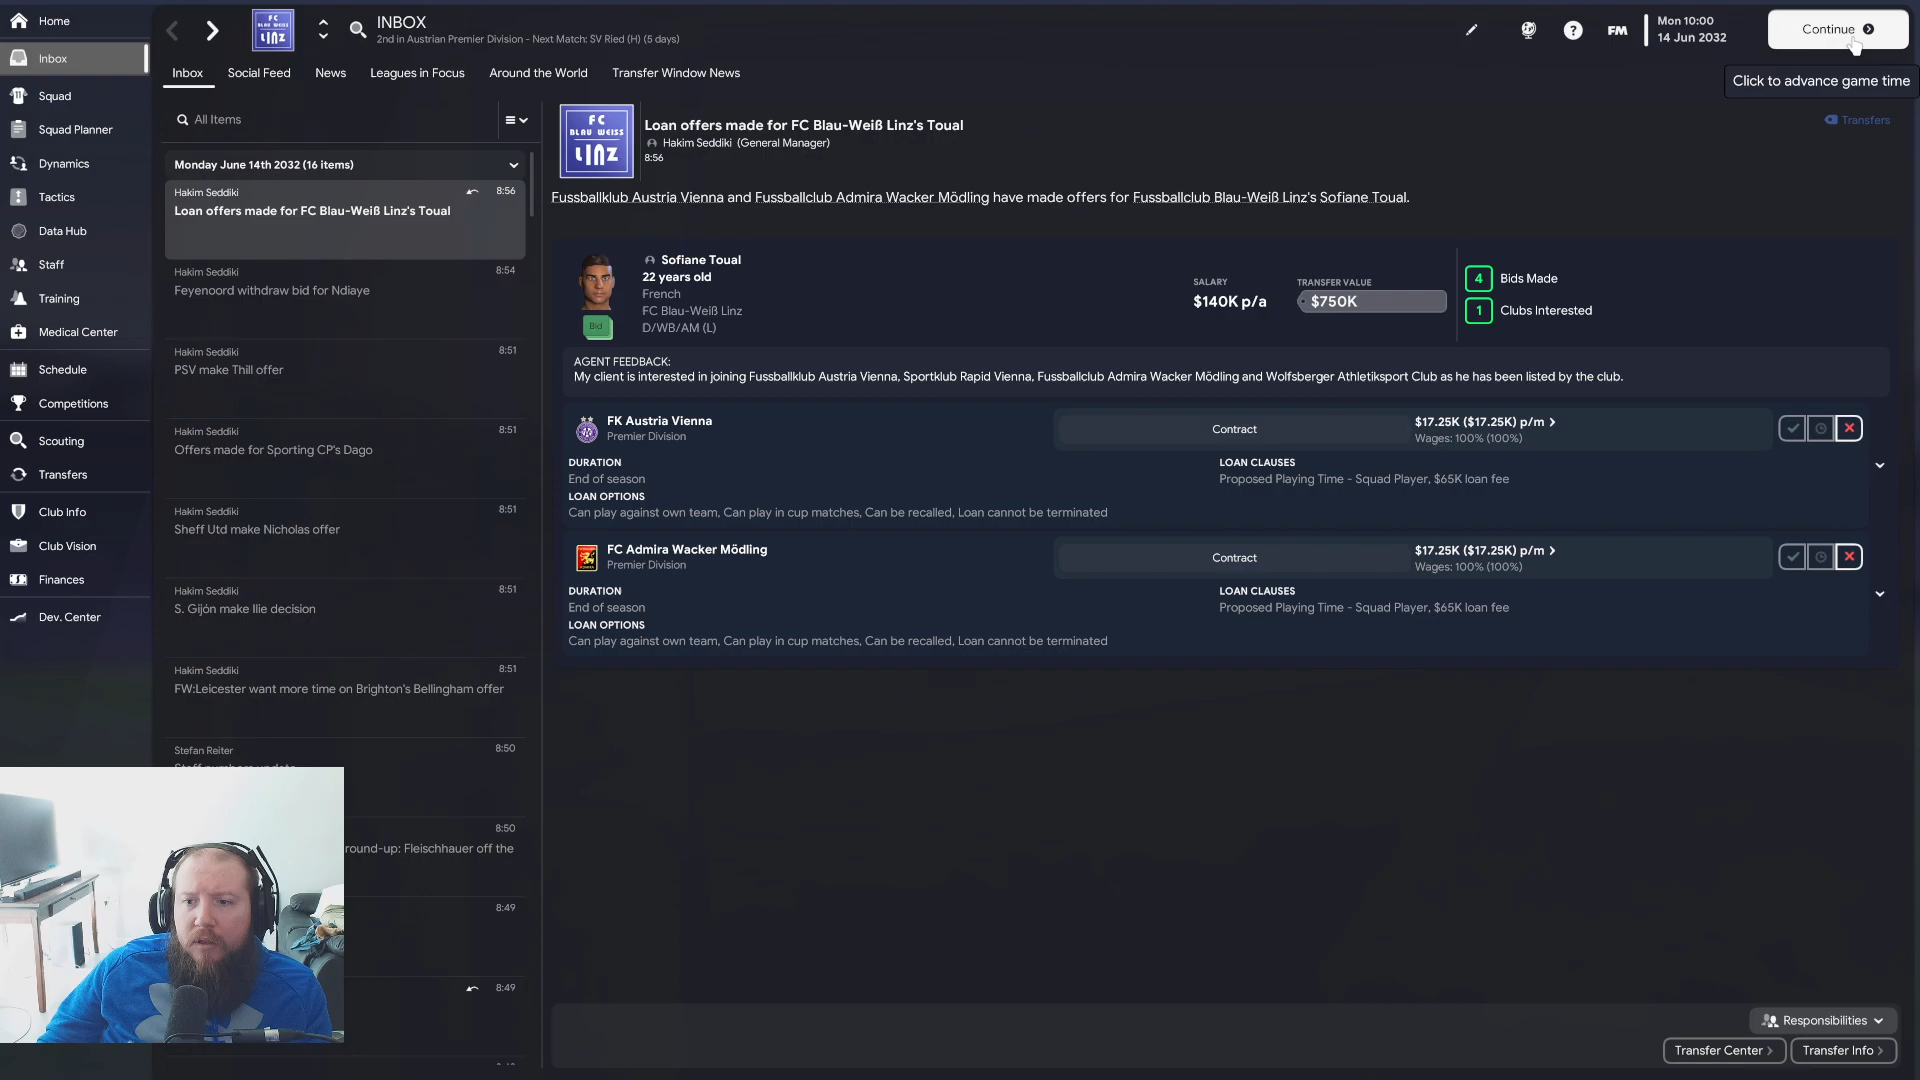 Home
Inbox
Squad
Squad Planner
Dynamics
Tactics
Data Hub
Staff
Training
Medical Center
Schedule
Competitions
Scouting
Transfers
Club Info
Club Vision
Finances
Dev. Center
FC
BLAU WEISS
LINZ
INBOX
2nd in Austrian Premier Division - Next Match: SV Ried (H) (5 days)
FM
Mon 10:00
14 Jun 2032
Continue
Click to advance game time
Inbox
Social Feed
News
Leagues in Focus
Around the World
Transfer Window News
All Items
Monday June 14th 2032 (16 items)
Hakim Seddiki
8:56
Loan offers made for FC Blau-Weiß Linz's Toual
Hakim Seddiki
8:54
Feyenoord withdraw bid for Ndiaye
Hakim Seddiki
8:51
PSV make Thill offer
Hakim Seddiki
8:51
Offers made for Sporting CP's Dago
Hakim Seddiki
8:51
Sheff Utd make Nicholas offer
Hakim Seddiki
8:51
S. Gijón make Ilie decision
Hakim Seddiki
8:51
FW:Leicester want more time on Brighton's Bellingham offer
Stefan Reiter
8:50
Staff numbers update
8:50
round-up: Fleischhauer off the
8:49
8:49
FC
BLAU WEISS
LINZ
Loan offers made for FC Blau-Weiß Linz's Toual
Hakim Seddiki (General Manager)
8:56
Transfers
Fussballklub Austria Vienna and Fussballclub Admira Wacker Mödling have made offers for Fussballclub Blau-Weiß Linz's Sofiane Toual.
Bid
Sofiane Toual
22 years old
French
FC Blau-Weiß Linz
D/WB/AM (L)
SALARY
$140K p/a
TRANSFER VALUE
$750K
4 Bids Made
1 Clubs Interested
AGENT FEEDBACK:
My client is interested in joining Fussballklub Austria Vienna, Sportklub Rapid Vienna, Fussballclub Admira Wacker Mödling and Wolfsberger Athletiksport Club as he has been listed by the club.
FK Austria Vienna
Premier Division
Contract
$17.25K ($17.25K) p/m
Wages: 100% (100%)
DURATION
End of season
LOAN CLAUSES
Proposed Playing Time - Squad Player, $65K loan fee
LOAN OPTIONS
Can play against own team, Can play in cup matches, Can be recalled, Loan cannot be terminated
FC Admira Wacker Mödling
Premier Division
Contract
$17.25K ($17.25K) p/m
Wages: 100% (100%)
DURATION
End of season
LOAN CLAUSES
Proposed Playing Time - Squad Player, $65K loan fee
LOAN OPTIONS
Can play against own team, Can play in cup matches, Can be recalled, Loan cannot be terminated
Responsibilities
Transfer Center
Transfer Info